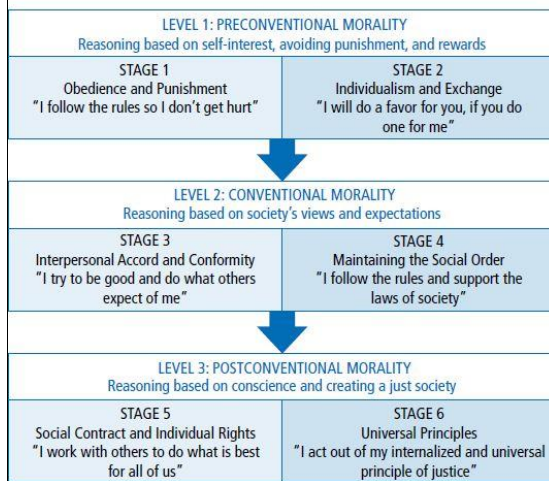 LEVEL 1: PRECONVENTIONAL MORALITY
Reasoning based on self-interest, avoiding punishment, and rewards
STAGE 1
Obedience and Punishment
"I follow the rules so I don't get hurt"
STAGE 2
Individualism and Exchange
"I will do a favor for you, if you do
one for me"
LEVEL 2: CONVENTIONAL MORALITY
Reasoning based on society's views and expectations
STAGE 3
Interpersonal Accord and Conformity
"I try to be good and do what others
expect of me"
STAGE 4
Maintaining the Social Order
"I follow the rules and support the
laws of society"
LEVEL 3: POSTCONVENTIONAL MORALITY
Reasoning based on conscience and creating a just society
STAGE 5
Social Contract and Individual Rights
"I work with others to do what is best
for all of us"
STAGE 6
Universal Principles
"I act out of my internalized and universal
principle of justice"